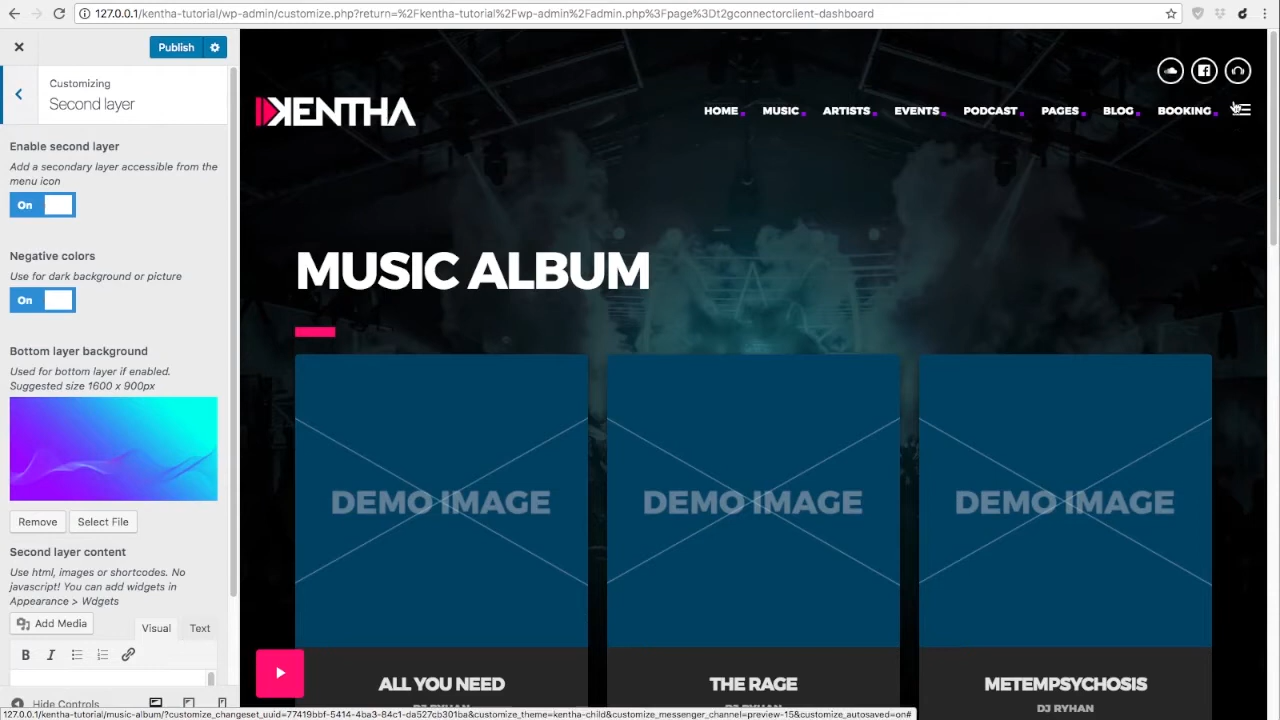 127.0.0.1/kentha-tutorial/wp-admin/customize.php?return=%2Fkentha-tutorial%2Fwp-admin%2Fadmin.php%3Fpage%3Dt2gconnectorclient-dashboard
Publish
Customizing
Second layer
Enable second layer
Add a secondary layer accessible from the
menu icon
On
Negative colors
Use for dark background or picture
On
Bottom layer background
Used for bottom layer if enabled.
Suggested size 1600 x 900px
Remove Select File
Second layer content
Use html, images or shortcodes. No
javascript! You can add widgets in
Appearance > Wdgets
Add Media Visual Text
B I
Hide Controls
KENTHA
HOME MUSIC ARTISTS EVENTS PODCAST PAGES BLOG BOOKING
MUSIC ALBUM
DEMO IMAGE DEMO IMAGE DEMO IMAGE
ALL YOU NEED THE RAGE METEMPSYCHOSIS
DJ RYHAN DJ RYHAN DJ RYHAN
127.0.0.1/kentha-tutorial/music-album/?customize_changeset_uuid=77419bbf-5414-4ba3-84c1-da527cb301ba&customize_theme=kentha-child&customize_messenger_channel=preview-15&customize_autosaved=on#